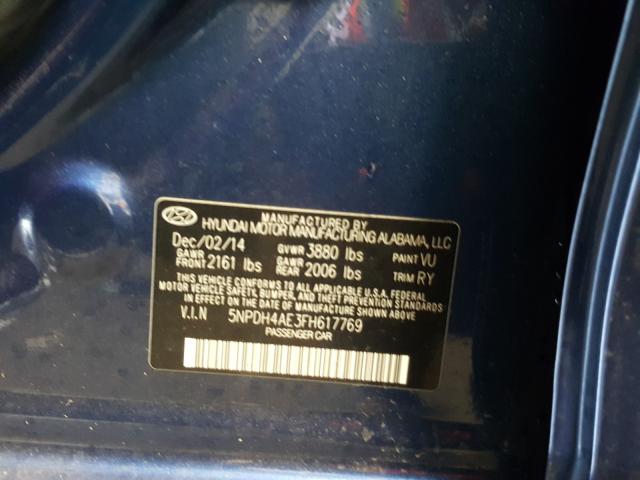 MANUFACTURED BY
HYUNDAI MOTOR MANUFACTURING ALABAMA, LLC
Dec/02/14 GVWR 3880 lbs PAINT VU
GAWR FRONT 2161 lbs GAWR REAR 2006 lbs TRIM RY
THIS VEHICLE CONFORMS TO ALL APPLICABLE U.S. FEDERAL
MOTOR VEHICLE SAFETY, BUMPER, AND THEFT PREVENTION STANDARDS
IN EFFECT ON THE DATE OF MANUFACTURE SHOWN ABOVE.
V.I.N 5NPDH4AE3FH617769
PASSENGER CAR